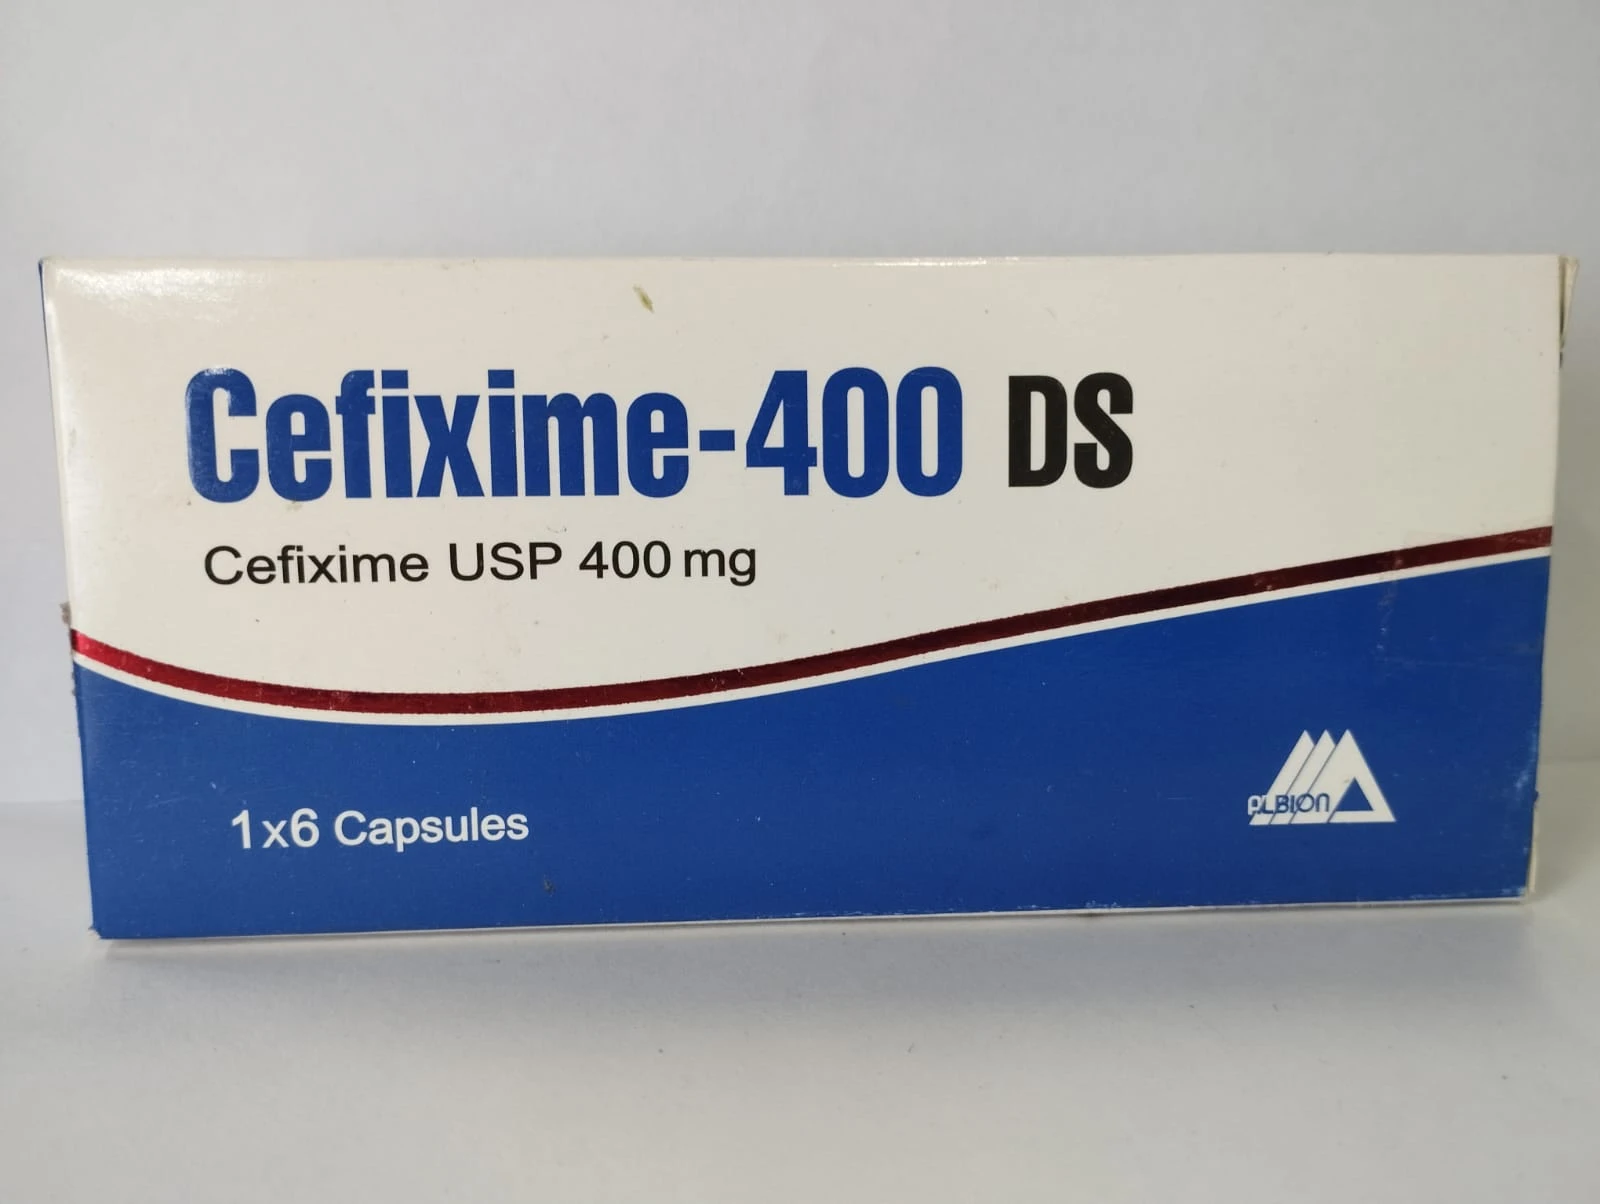 Cefixime-400 DS
Cefixime USP 400 mg
1x6 Capsules
ALBION